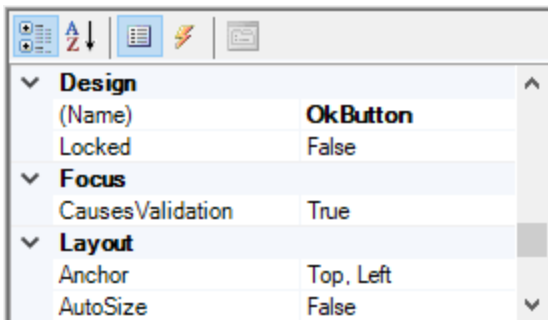 Design
(Name) OkButton
Locked False
Focus
CausesValidation True
Layout
Anchor Top, Left
AutoSize False